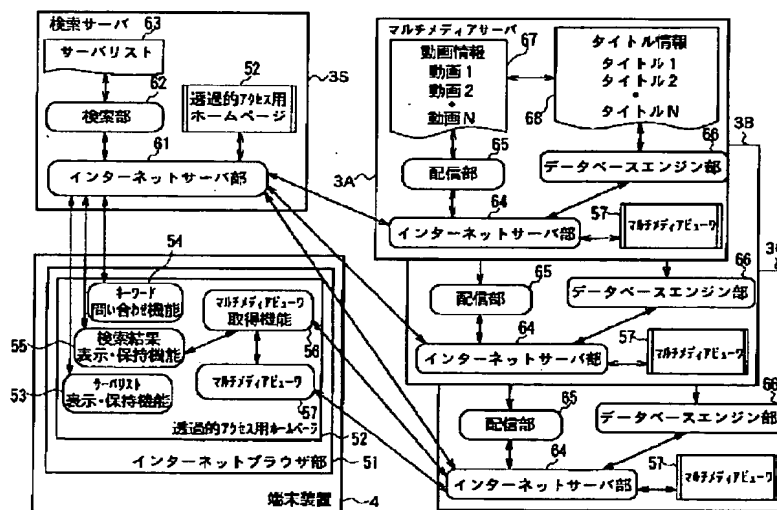 検索サーバ
63
サーバリスト
62
検索部
52
透過的アクセス用
ホームページ
3S
61
インターネットサーバ部
マルチメディアサーバ
動画情報
動画1
動画2
動画N
67
タイトル情報
タイトル1
タイトル2
タイトルN
68
3B
66
65
配信部
データベースエンジン部
3A
64
57
インターネットサーバ部
マルチメディアビューワ
65
配信部
66
データベースエンジン部
64
57
インターネットサーバ部
マルチメディアビューワ
65
配信部
66
データベースエンジン部
64
57
インターネットサーバ部
マルチメディアビューワ
54
キーワード
問い合わせ機能
マルチメディアビューワ
取得機能
56
55
検索結果
表示・保持機能
53
サーバリスト
表示・保持機能
マルチメディアビューワ
57
透過的アクセス用ホームページ
52
インターネットブラウザ部
51
端末装置
4